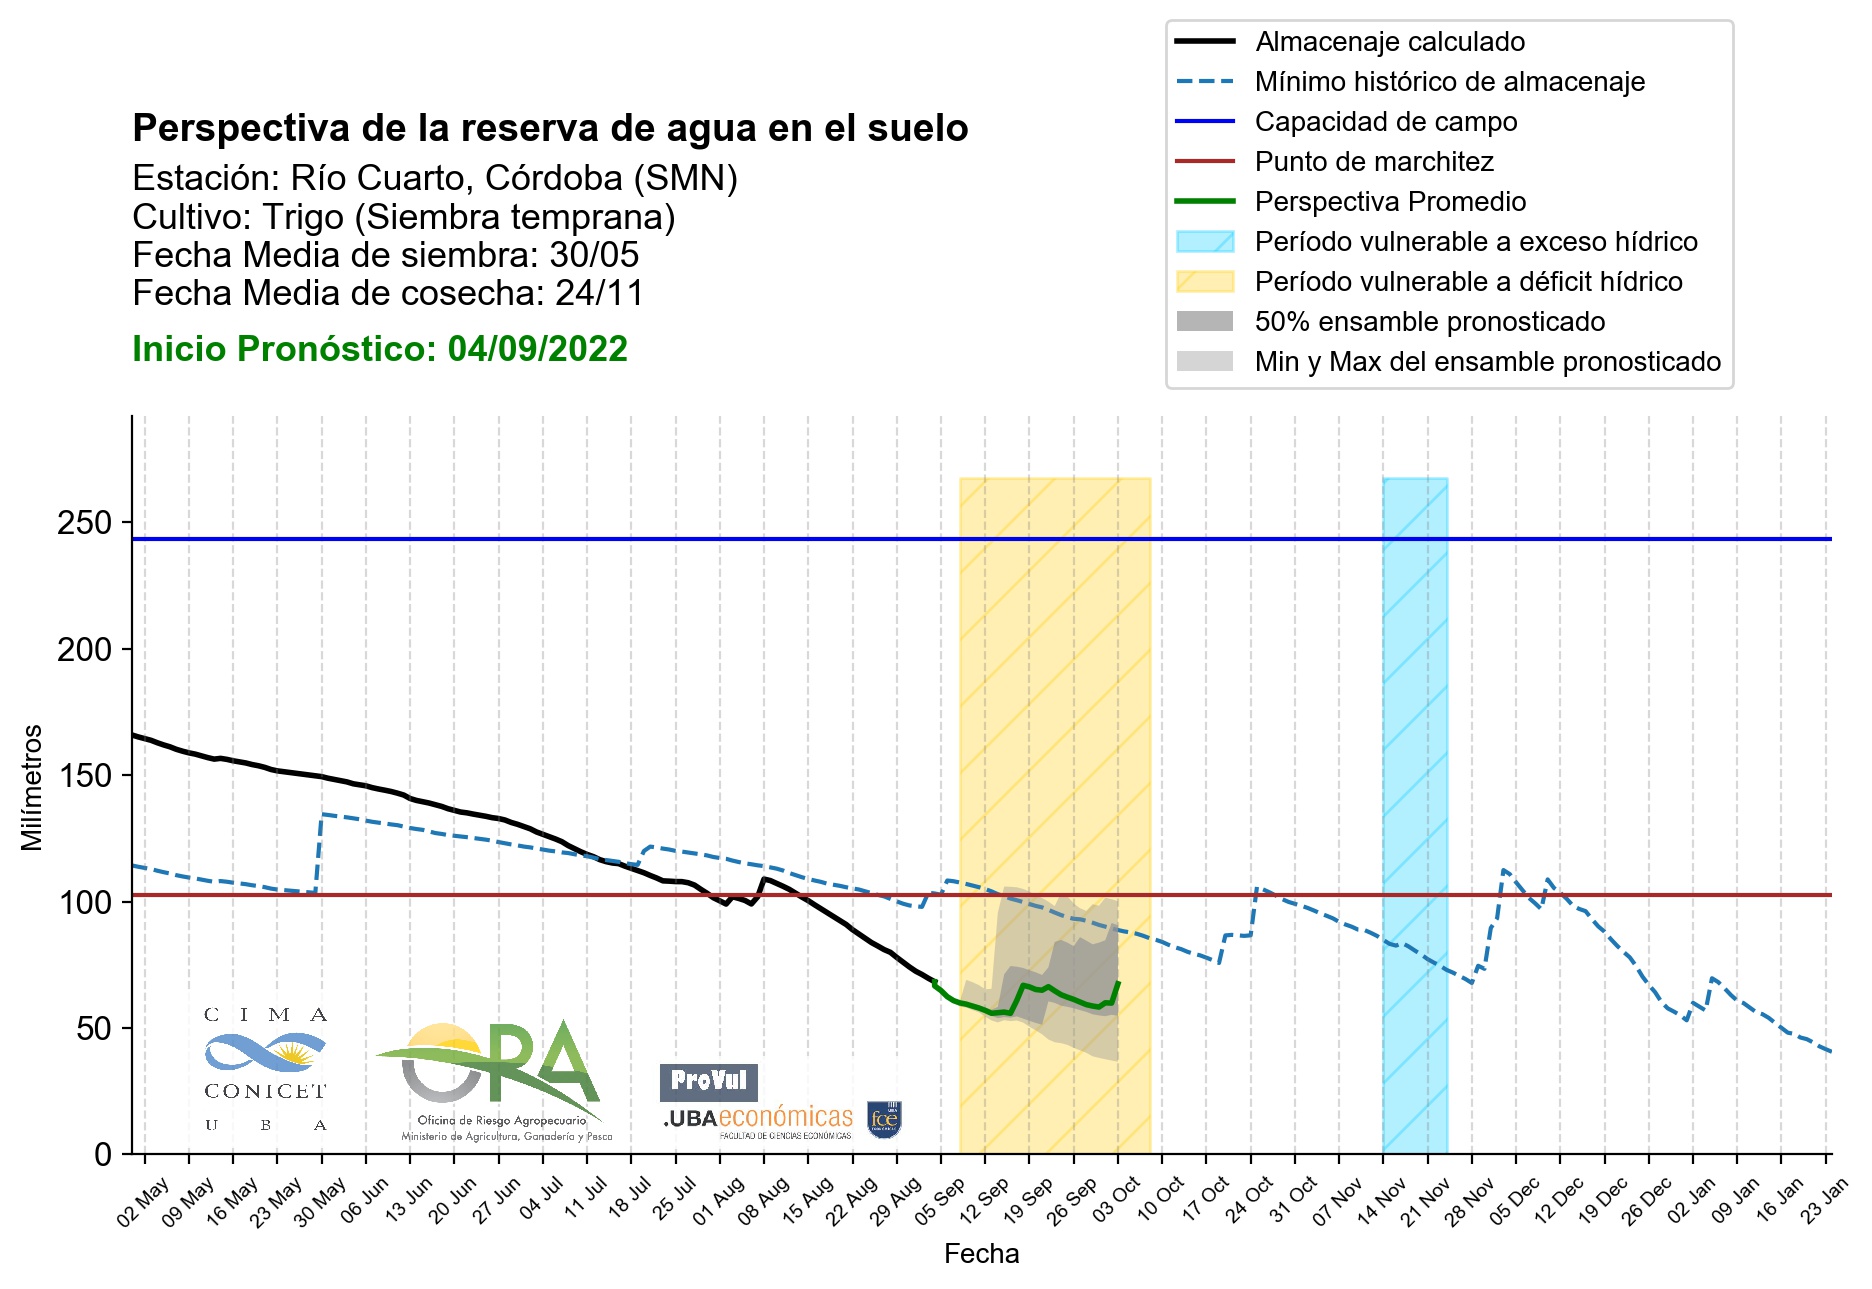 Almacenaje calculado
Mínimo histórico de almacenaje
Capacidad de campo
Punto de marchitez
Perspectiva Promedio
Período vulnerable a exceso hídrico
Período vulnerable a déficit hídrico
50% ensamble pronosticado
Min y Max del ensamble pronosticado
Perspectiva de la reserva de agua en el suelo
Estación: Río Cuarto, Córdoba (SMN)
Cultivo: Trigo (Siembra temprana)
Fecha Media de siembra: 30/05
Fecha Media de cosecha: 24/11
Inicio Pronóstico: 04/09/2022
Milímetros
250
200
150
100
50
0
CIMA
CONICET
UBA
OPA
Oficina de Riesgo Agropecuario
Ministerio de Agricultura, Ganadería y Pesca
ProVul
.UBAeconómicas
FACULTAD DE CIENCIAS ECONÓMICAS
UBA
fce
ECONÓMICAS
02 May
09 May
16 May
23 May
30 May
06 Jun
13 Jun
20 Jun
27 Jun
04 Jul
11 Jul
18 Jul
25 Jul
01 Aug
08 Aug
15 Aug
22 Aug
29 Aug
05 Sep
12 Sep
19 Sep
26 Sep
03 Oct
10 Oct
17 Oct
24 Oct
31 Oct
07 Nov
14 Nov
21 Nov
28 Nov
05 Dec
12 Dec
19 Dec
26 Dec
02 Jan
09 Jan
16 Jan
23 Jan
Fecha